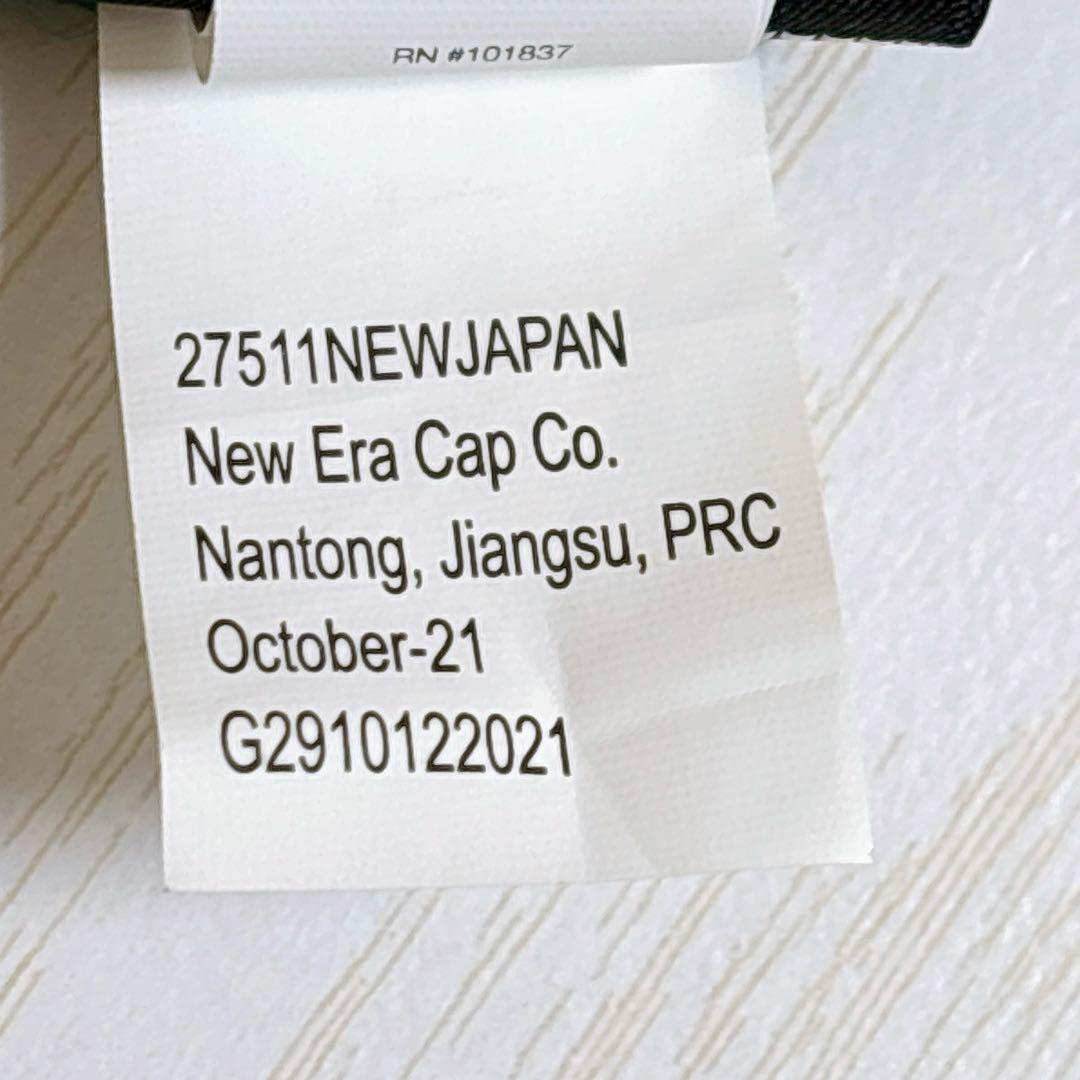 RN #101837
27511NEWJAPAN
New Era Cap Co.
Nantong, Jiangsu, PRC
October-21
G2910122021